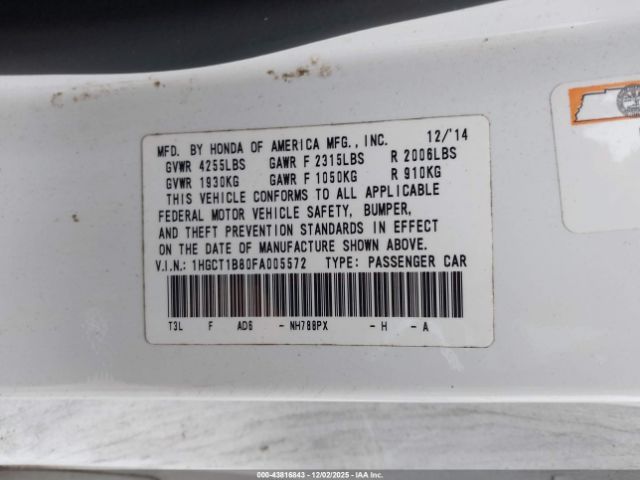 MFD. BY HONDA OF AMERICA MFG., INC. 12/'14
GVWR 4255LBS GAWR F 2315LBS R 2006LBS
GVWR 1930KG GAWR F 1050KG R 910KG
THIS VEHICLE CONFORMS TO ALL APPLICABLE
FEDERAL MOTOR VEHICLE SAFETY, BUMPER,
AND THEFT PREVENTION STANDARDS IN EFFECT
ON THE DATE OF MANUFACTURE SHOWN ABOVE.
V.I.N.: 1HGCT1B80FA005572 TYPE: PASSENGER CAR
T3L F AD6 - NH788PX - H - A
000-43816843 | 12/02/2025 | Copart: IAA Inc.